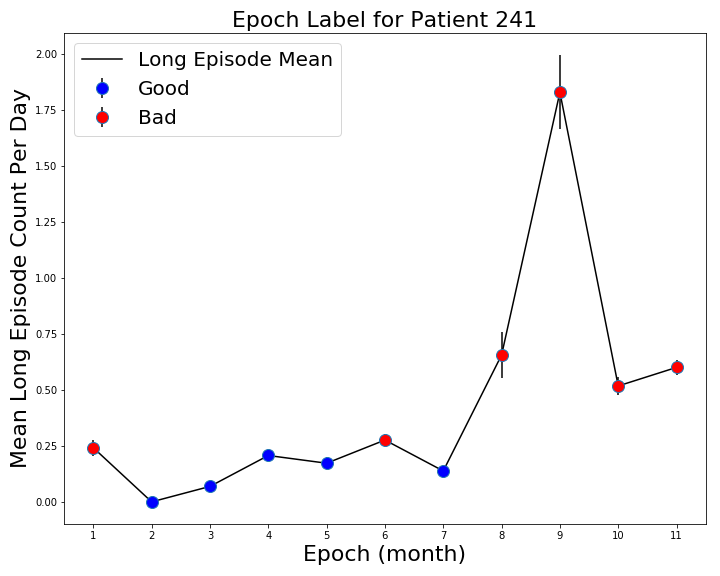 Epoch Label for Patient 241
Long Episode Mean
Good
Bad
Mean Long Episode Count Per Day
2.00
1.75
1.50
1.25
1.00
0.75
0.50
0.25
0.00
1 2 3 4 5 6 7 8 9 10 11
Epoch (month)